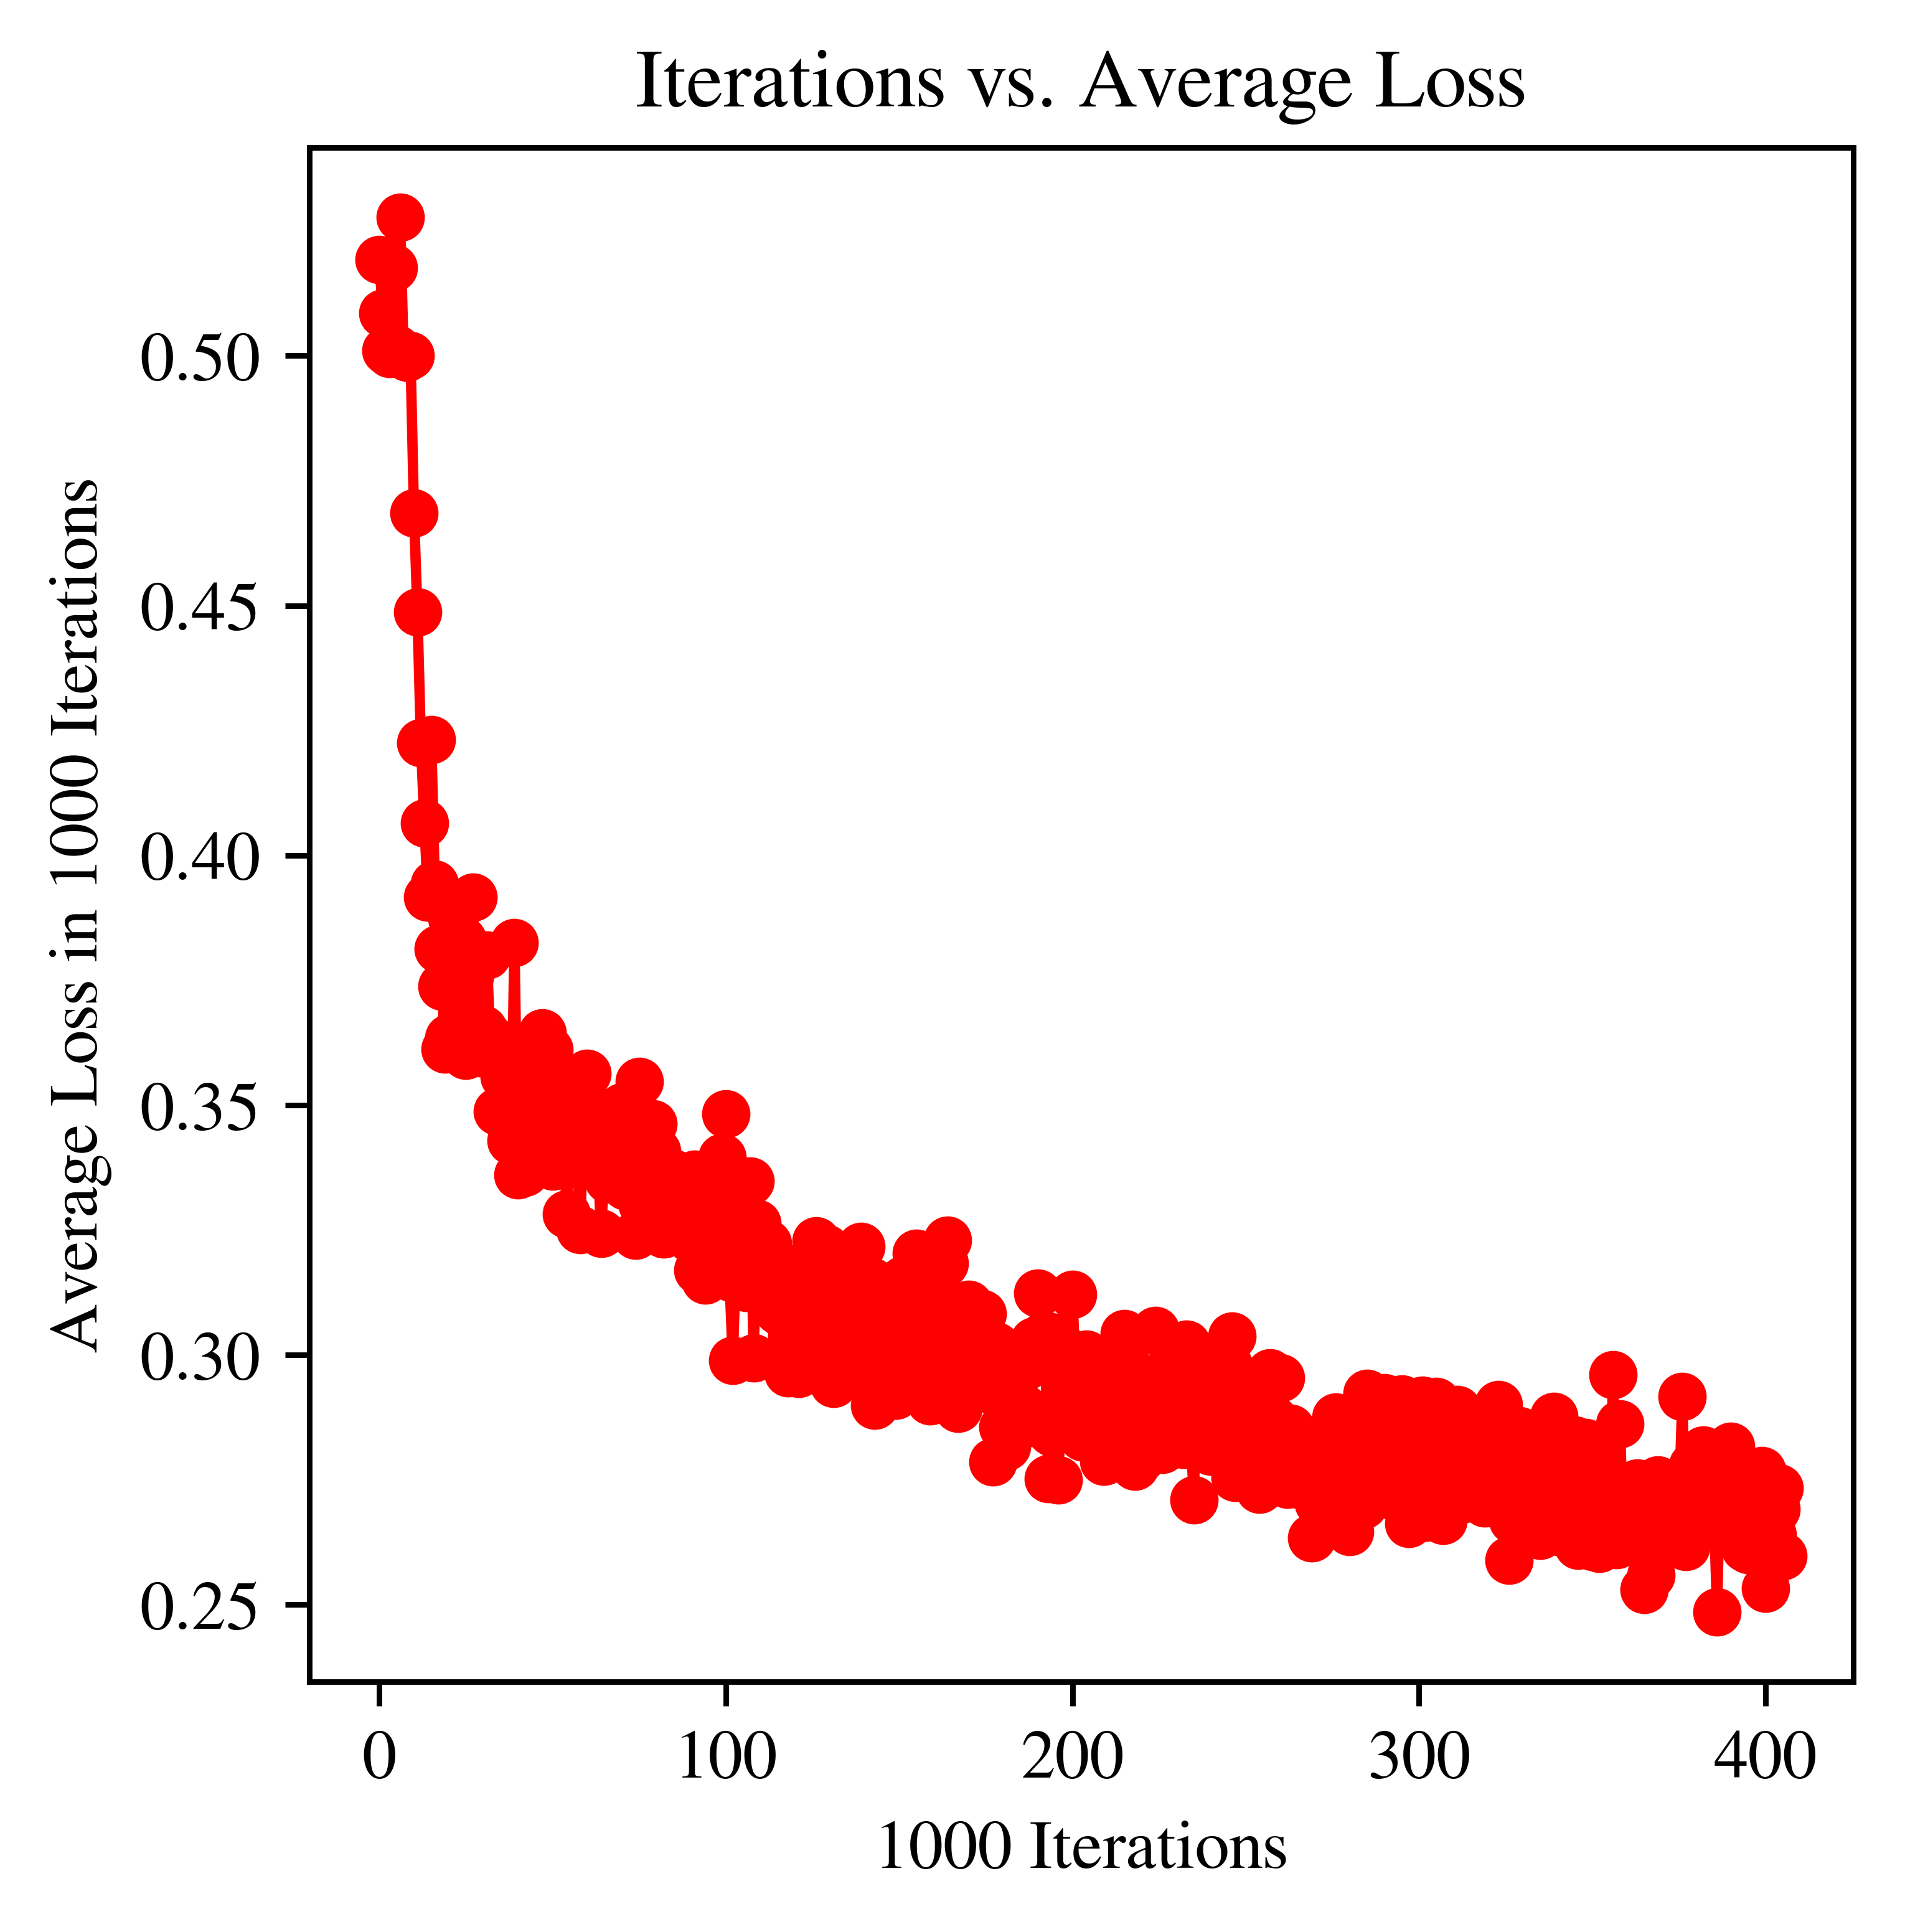 Iterations vs. Average Loss
Average Loss in 1000 Iterations
0.50
0.45
0.40
0.35
0.30
0.25
0 100 200 300 400
1000 Iterations